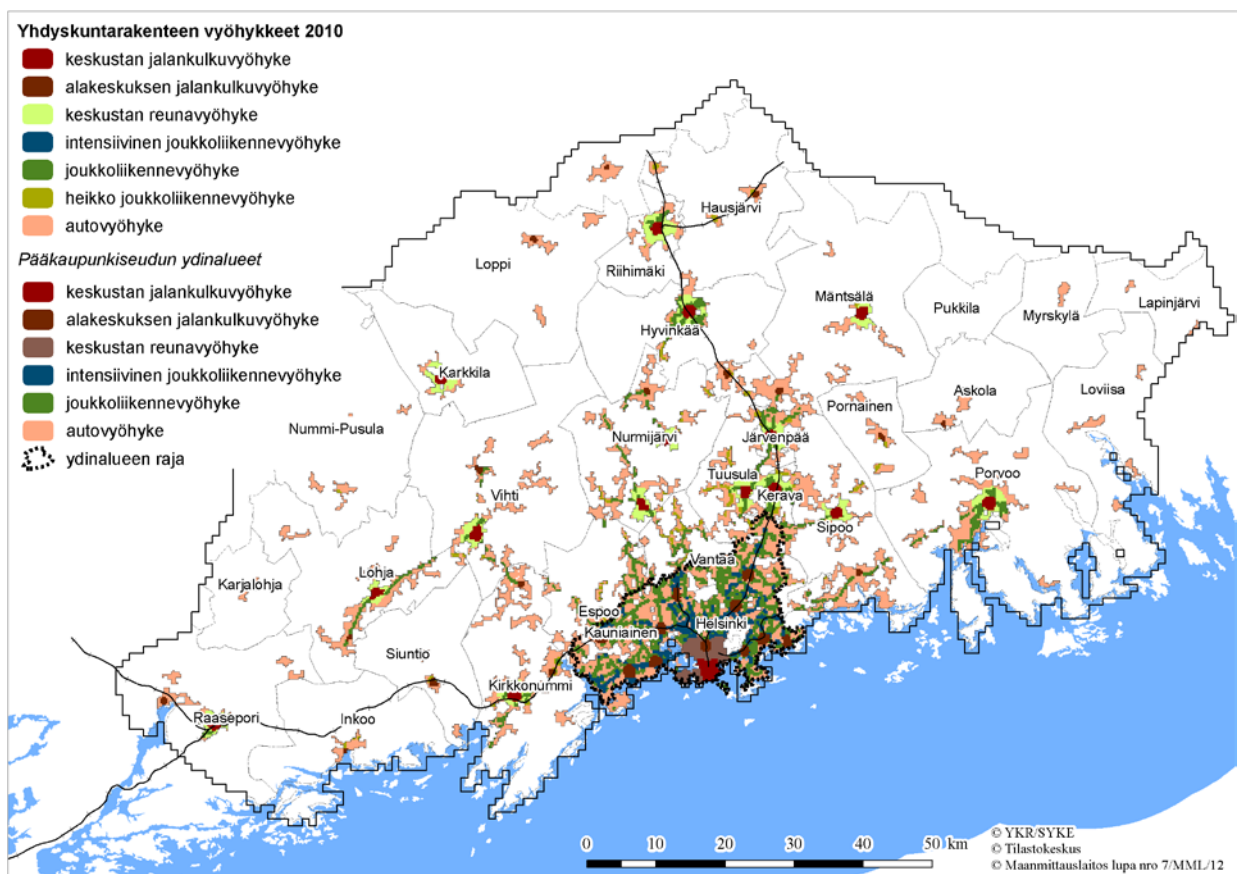 Yhdyskuntarakenteen vyöhykkeet 2010
keskustan jalankulkuvyöhyke
alakeskuksen jalankulkuvyöhyke
keskustan reunavyöhyke
intensiivinen joukkoliikennevyöhyke
joukkoliikennevyöhyke
heikko joukkoliikennevyöhyke
autovyöhyke
Pääkaupunkiseudun ydinalueet
keskustan jalankulkuvyöhyke
alakeskuksen jalankulkuvyöhyke
keskustan reunavyöhyke
intensiivinen joukkoliikennevyöhyke
joukkoliikennevyöhyke
autovyöhyke
ydinalueen raja
Hausjärvi
Loppi
Riihimäki
Mäntsälä
Pukkila
Myrskylä
Lapinjärvi
Hyvinkää
Karkkila
Askola
Loviisa
Pornainen
Nummi-Pusula
Nurmijärvi
Järvenpää
Tuusula
Porvoo
Vihti
Kerava
Sipoo
Vantaa
Lohja
Karjalohja
Espoo
Helsinki
Kauniainen
Siuntio
Kirkkonummi
Raasepori
Inkoo
0 10 20 30 40 50 km
© YKR/SYKE
© Tilastokeskus
© Maanmittauslaitos lupa nro 7/MML/12